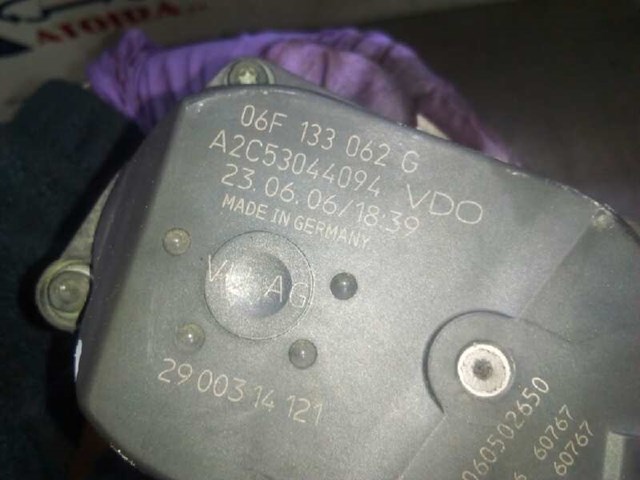 06F 133 062 G
A2C53044094 VDO
23.06.06/18:39
MADE IN GERMANY
VW AG
29 003 14 121
060502650
60767
60767